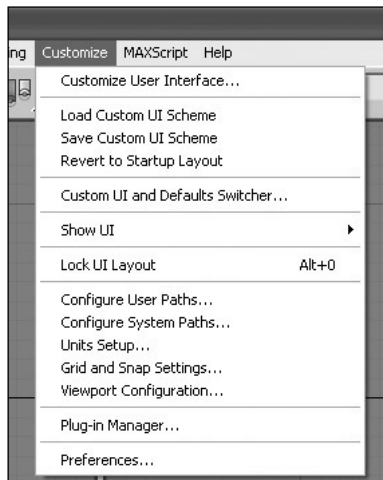 ing Customize MAXScript Help
Customize User Interface...
Load Custom UI Scheme
Save Custom UI Scheme
Revert to Startup Layout
Custom UI and Defaults Switcher...
Show UI
Lock UI Layout Alt+0
Configure User Paths...
Configure System Paths...
Units Setup...
Grid and Snap Settings...
Viewport Configuration...
Plug-in Manager...
Preferences...